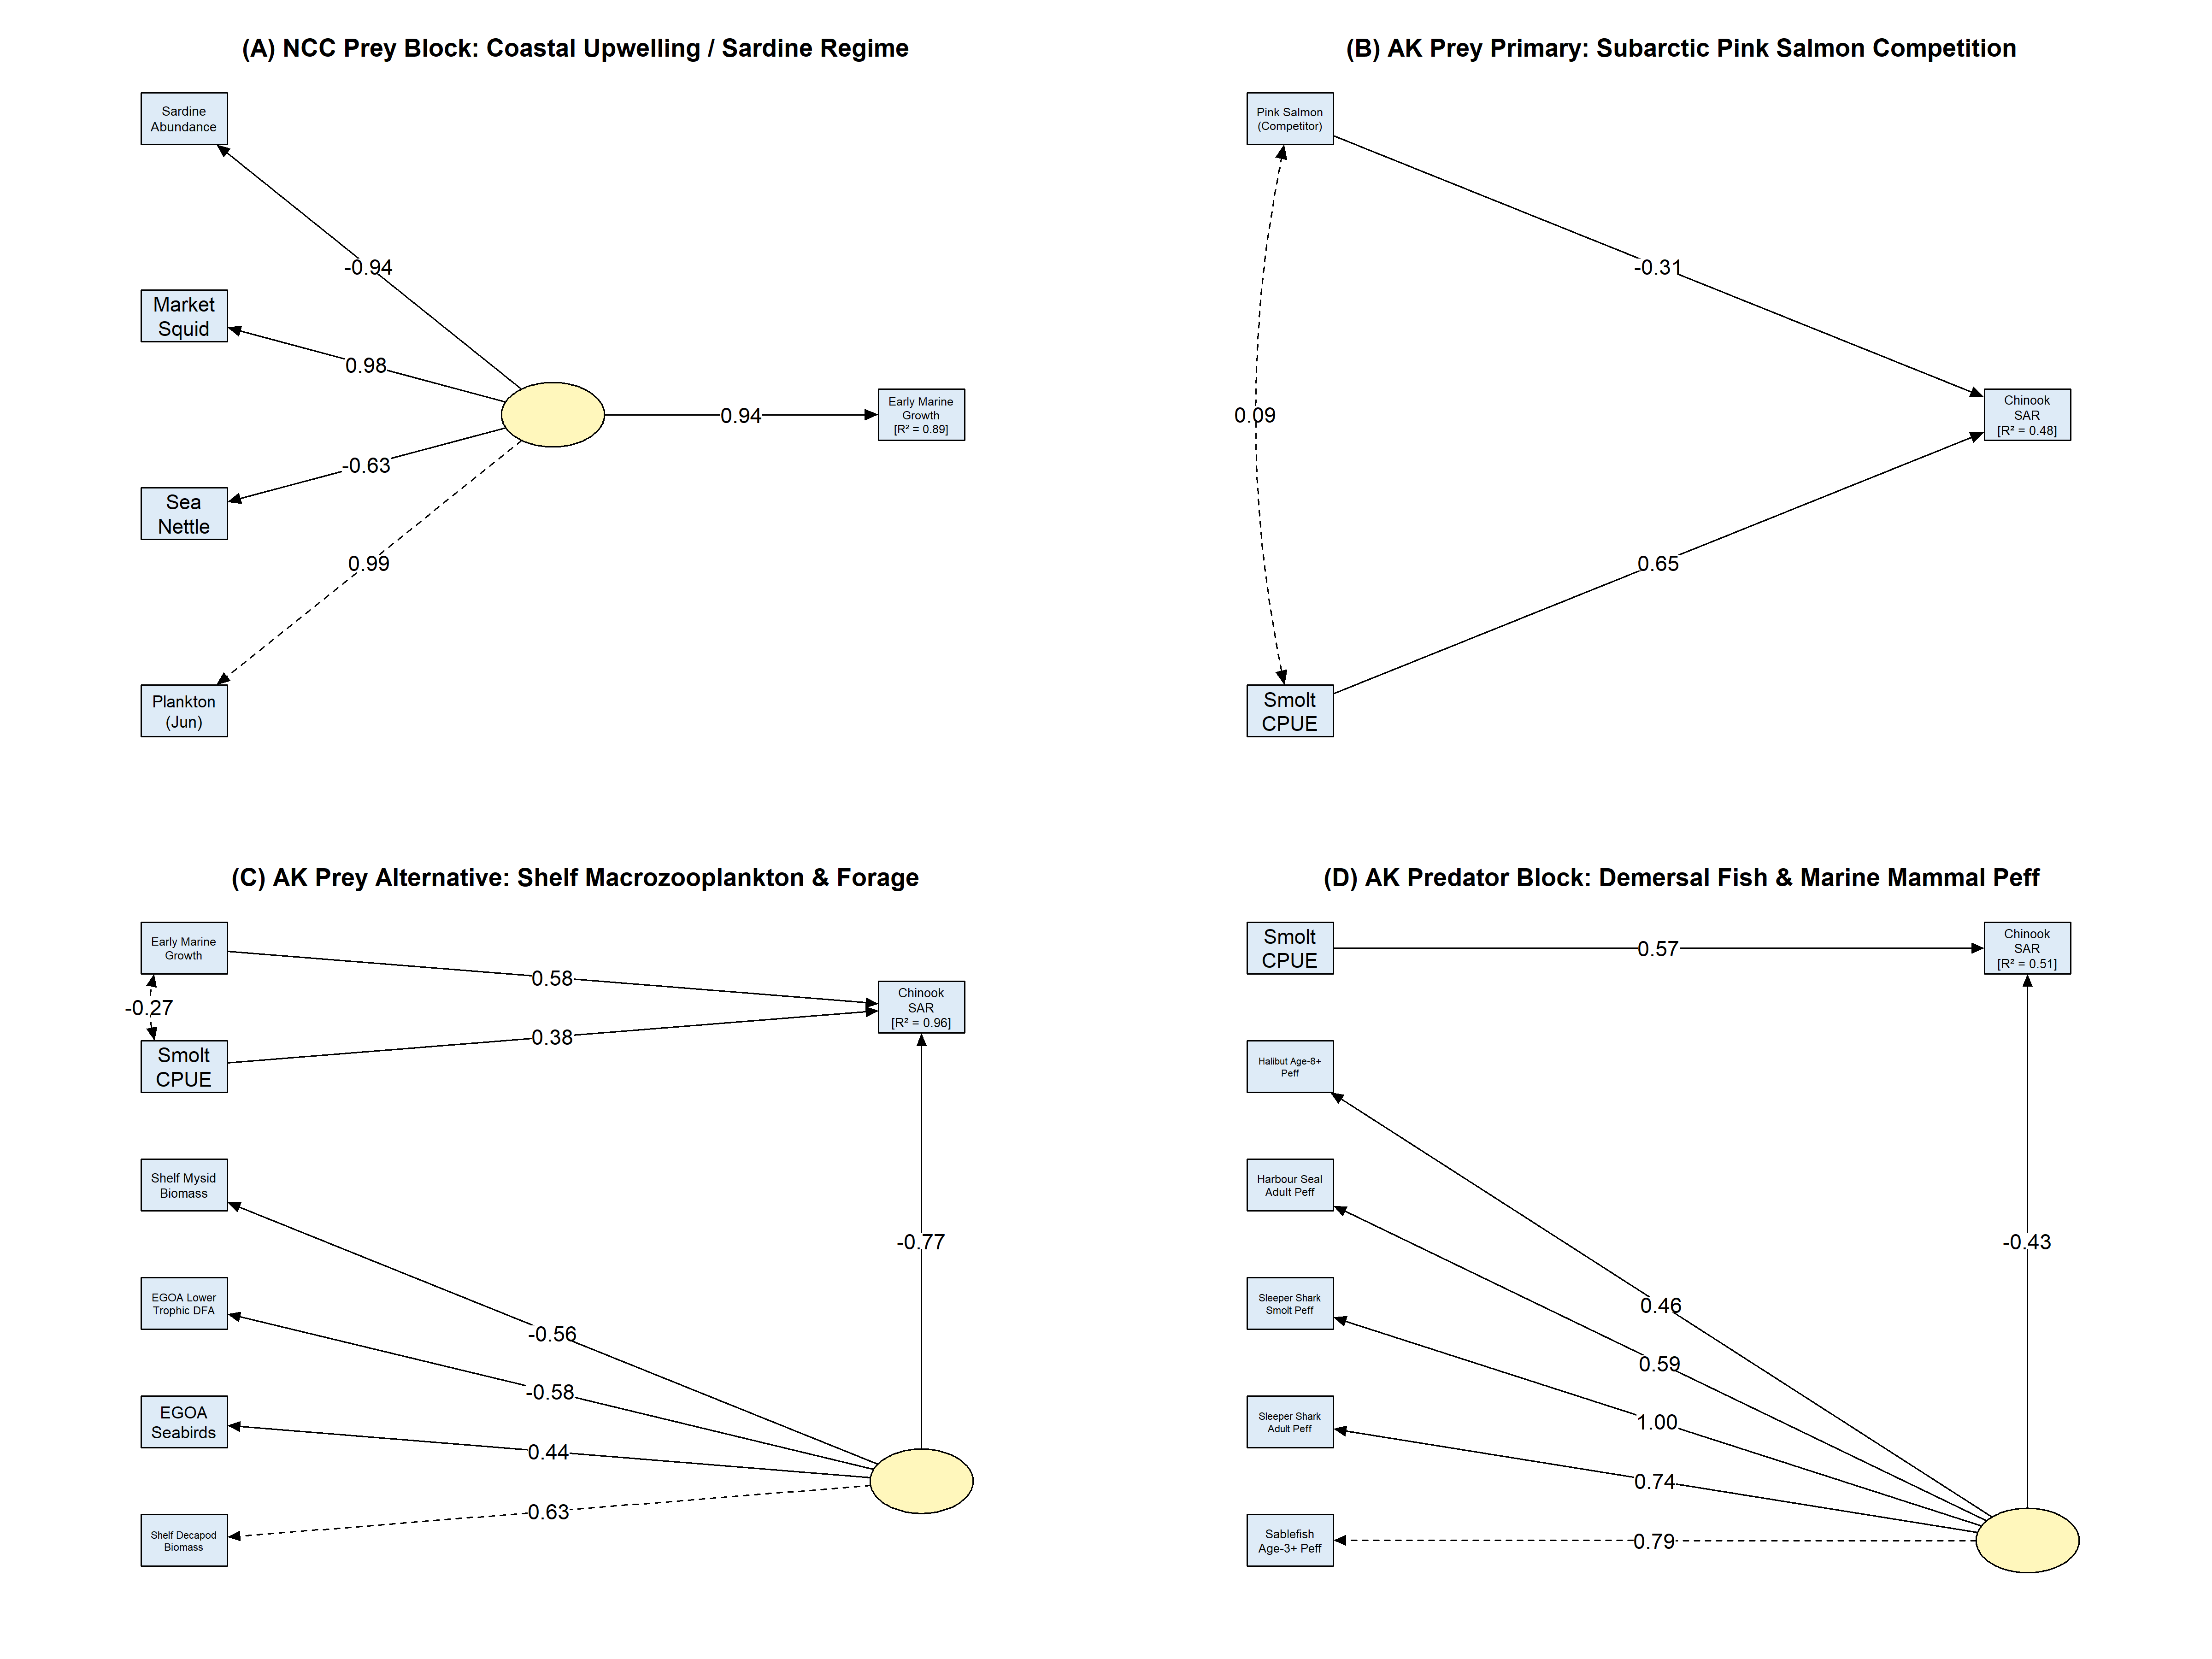 (A) NCC Prey Block: Coastal Upwelling / Sardine Regime
Sardine
Abundance
-0.94
Market
Squid
0.98
Early Marine
Growth
[R² = 0.89]
0.94
-0.63
Sea
Nettle
0.99
Plankton
(Jun)
(B) AK Prey Primary: Subarctic Pink Salmon Competition
Pink Salmon
(Competitor)
-0.31
0.09
Chinook
SAR
[R² = 0.48]
0.65
Smolt
CPUE
(C) AK Prey Alternative: Shelf Macrozooplankton & Forage
Early Marine
Growth
0.58
-0.27
Chinook
SAR
[R² = 0.96]
0.38
Smolt
CPUE
Shelf Mysid
Biomass
-0.77
EGOA Lower
Trophic DFA
-0.56
-0.58
EGOA
Seabirds
0.44
0.63
Shelf Decapod
Biomass
(D) AK Predator Block: Demersal Fish & Marine Mammal Peff
Smolt
CPUE
0.57
Chinook
SAR
[R² = 0.51]
Halibut Age-8+
Peff
Harbour Seal
Adult Peff
-0.43
Sleeper Shark
Smolt Peff
0.46
0.59
Sleeper Shark
Adult Peff
1.00
0.74
Sablefish
Age-3+ Peff
0.79